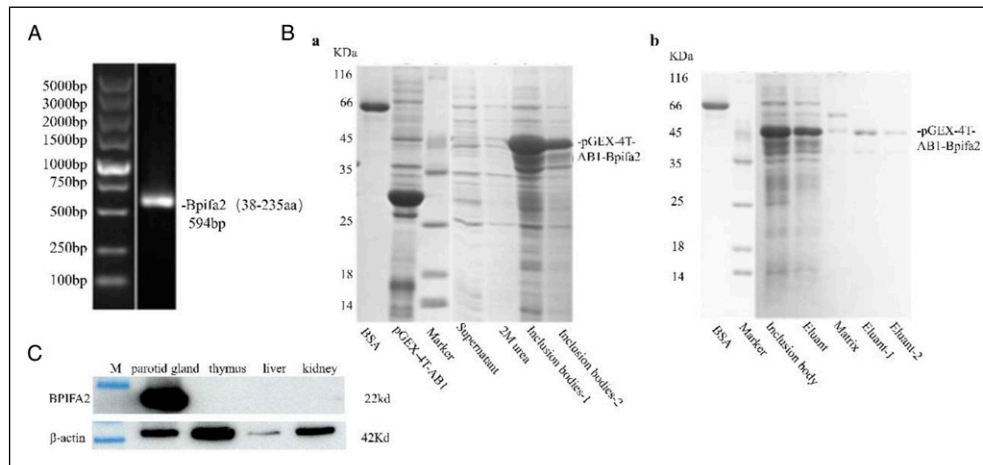 A
5000bp
3000bp
2000bp
1500bp
1000bp
750bp
500bp
250bp
100bp
-Bpifa2 (38-235aa)
594bp
B
a
KDa
116
66
45
35
25
18
14
-pGEX-4T-
AB1-Bpifa2
BSA
pGEX-4T-AB1
Marker
Supernatant
2M urea
Inclusion bodies-1
Inclusion bodies-2
b
KDa
116
66
45
35
25
18
14
-pGEX-4T-
AB1-Bpifa2
BSA
Marker
Inclusion body
Eluant
Matrix
Eluant-1
Eluant-2
C
M parotid gland thymus liver kidney
BPIFA2 22kd
β-actin 42Kd